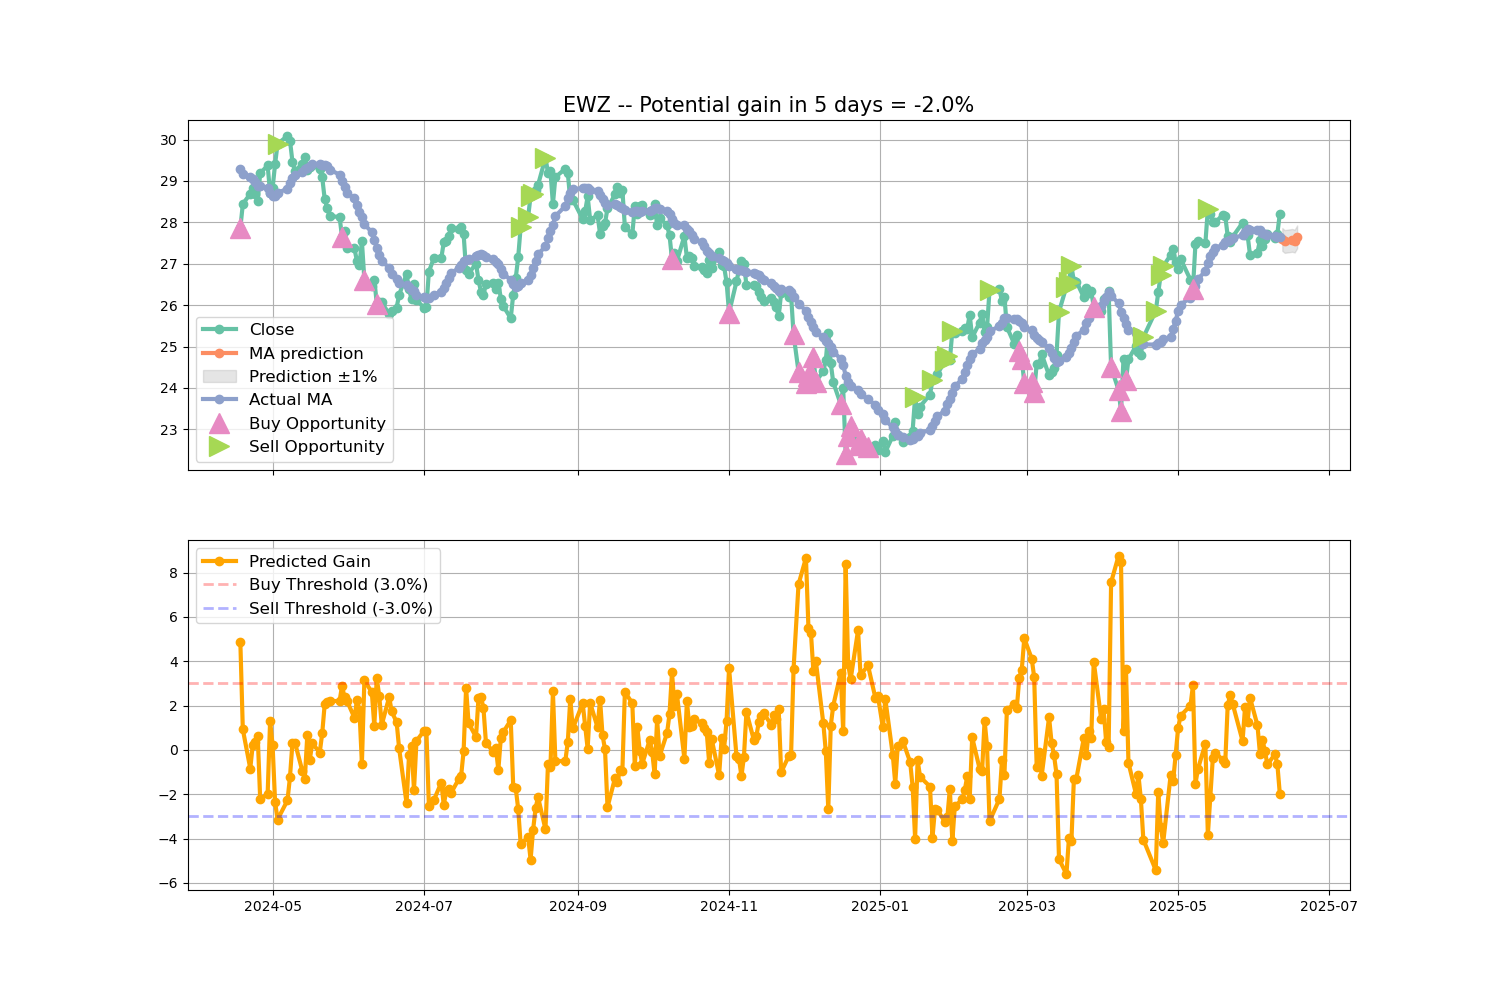 EWZ -- Potential gain in 5 days = -2.0%
30
29
28
27
26
25
24
23
Close
MA prediction
Prediction ±1%
Actual MA
Buy Opportunity
Sell Opportunity
8
6
4
2
0
−2
−4
−6
Predicted Gain
Buy Threshold (3.0%)
Sell Threshold (-3.0%)
2024-05 2024-07 2024-09 2024-11 2025-01 2025-03 2025-05 2025-07